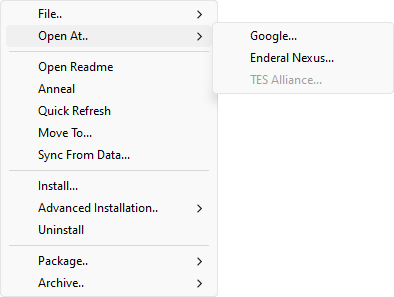 File..
Open At..
Open Readme
Anneal
Quick Refresh
Move To...
Sync From Data...
Install...
Advanced Installation..
Uninstall
Package..
Archive..
Google...
Enderal Nexus...
TES Alliance...